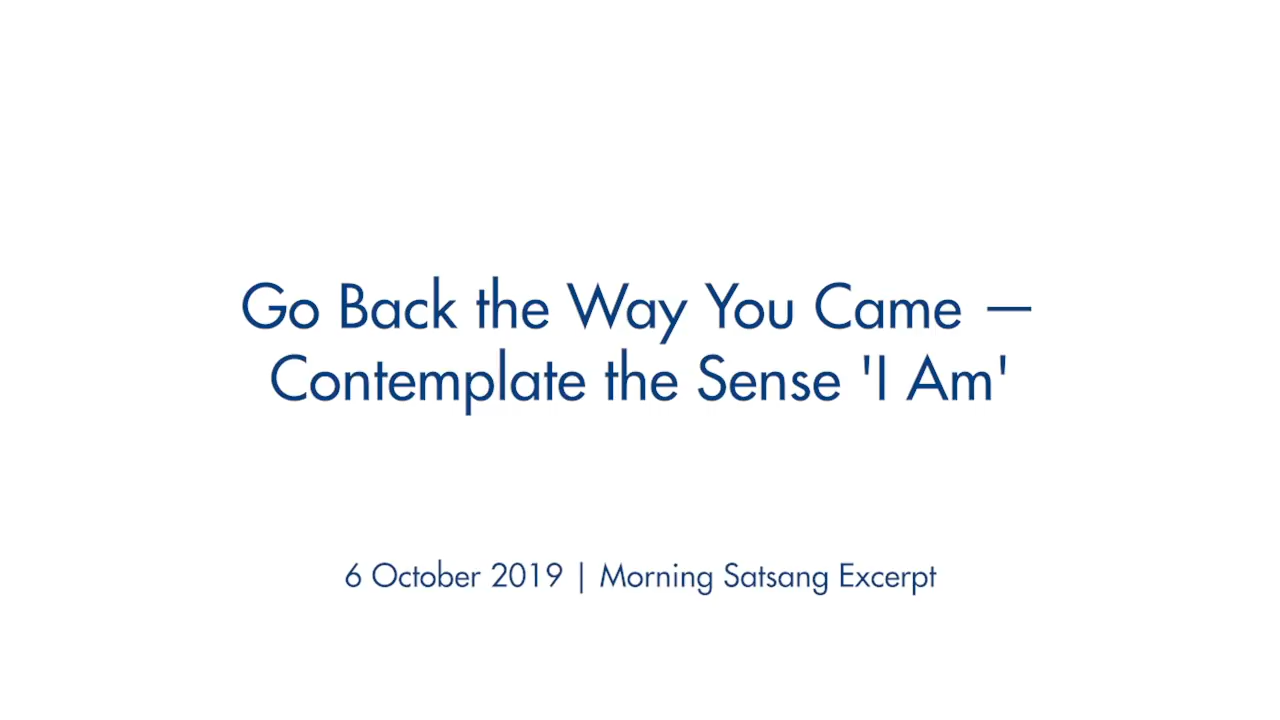 Go Back the Way You Came —
Contemplate the Sense 'I Am'
6 October 2019 | Morning Satsang Excerpt